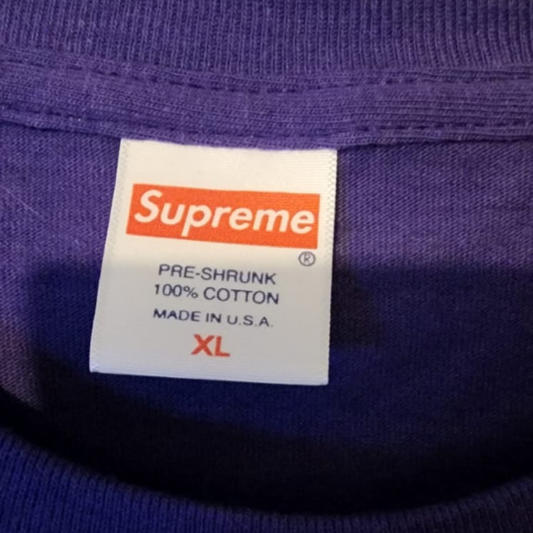 Supreme
®
PRE-SHRUNK
100% COTTON
MADE IN U.S.A.
XL